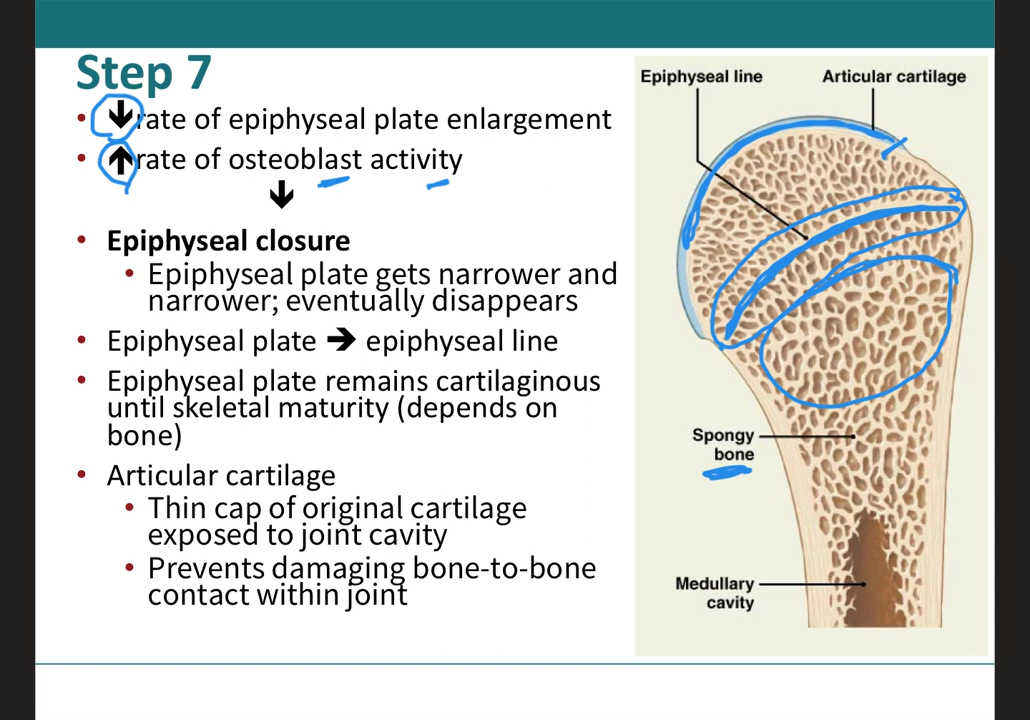 Step 7
• ↓ rate of epiphyseal plate enlargement
• ↑ rate of osteoblast activity
↓
• Epiphyseal closure
• Epiphyseal plate gets narrower and
narrower; eventually disappears
• Epiphyseal plate → epiphyseal line
• Epiphyseal plate remains cartilaginous
until skeletal maturity (depends on
bone)
• Articular cartilage
• Thin cap of original cartilage
exposed to joint cavity
• Prevents damaging bone-to-bone
contact within joint
Epiphyseal line
Articular cartilage
Spongy
bone
Medullary
cavity